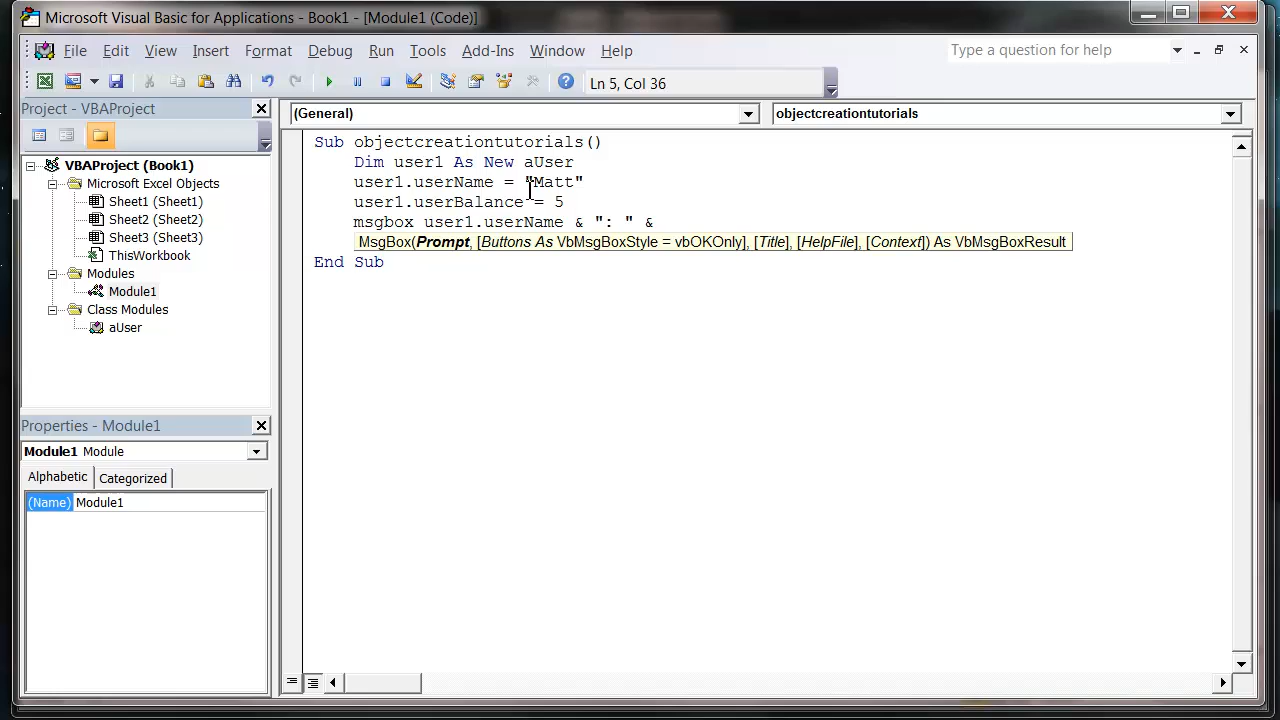 Microsoft Visual Basic for Applications - Book1 - [Module1 (Code)]
File Edit View Insert Format Debug Run Tools Add-Ins Window Help
Type a question for help
Ln 5, Col 36
Project - VBAProject
(General)
objectcreationtutorials
VBAProject (Book1)
Microsoft Excel Objects
Sheet1 (Sheet1)
Sheet2 (Sheet2)
Sheet3 (Sheet3)
ThisWorkbook
Modules
Module1
Class Modules
aUser
Sub objectcreationtutorials()
Dim user1 As New aUser
user1.userName = "Matt"
user1.userBalance = 5
msgbox user1.userName & ": " &
MsgBox(Prompt, [Buttons As VbMsgBoxStyle = vbOKOnly], [Title], [HelpFile], [Context]) As VbMsgBoxResult
End Sub
Properties - Module1
Module1 Module
Alphabetic Categorized
(Name) Module1